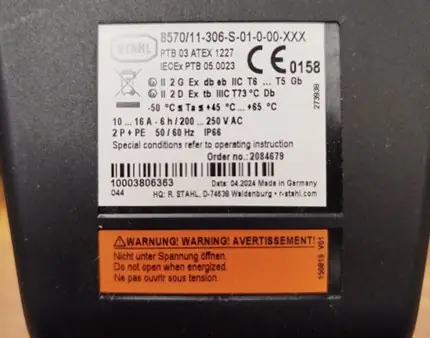 STAHL
8570/11-306-S-01-0-00-XXX
PTB 03 ATEX 1227
IECEx PTB 05.0023
CE 0158
II 2 G Ex db eb IIC T6 ... T5 Gb
II 2 D Ex tb IIIC T73 °C Db
-50 °C ≤ Ta ≤ +45 °C ... +65 °C
10 ... 16 A - 6 h / 200 ... 250 V AC
2 P + PE 50 / 60 Hz IP66
Special conditions refer to operating instruction
Order no.: 2084679
273938
10003806363
044
Date: 04.2024 Made in Germany
HQ: R. STAHL, D-74638 Waldenburg • r-stahl.com
WARNUNG! WARNING! AVERTISSEMENT!
Nicht unter Spannung öffnen.
Do not open when energized.
Ne pas ouvrir sous tension.